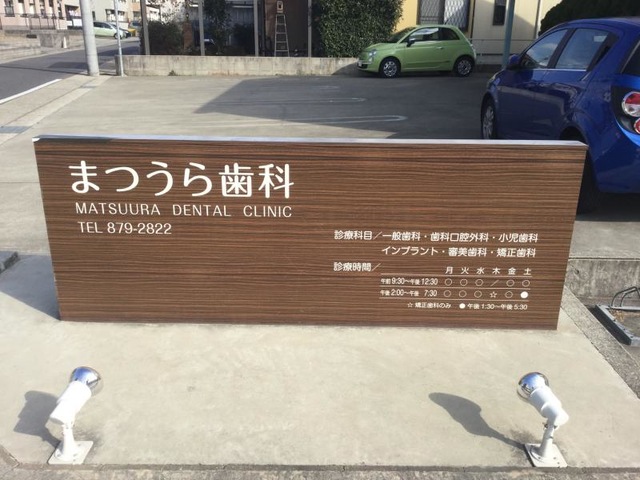 まつうら歯科
MATSUURA DENTAL CLINIC
TEL 879-2822
診療科目／一般歯科・歯科口腔外科・小児歯科
インプラント・審美歯科・矯正歯科
診療時間／ 月 火 水 木 金 土
午前 9:30～午後 12:30 ○ ○ ○ ／ ○ ○
午後 2:00～午後 7:30 ○ ○ ○ ☆ ○ ●
☆ 矯正歯科のみ ● 午後 1:30～午後 5:30